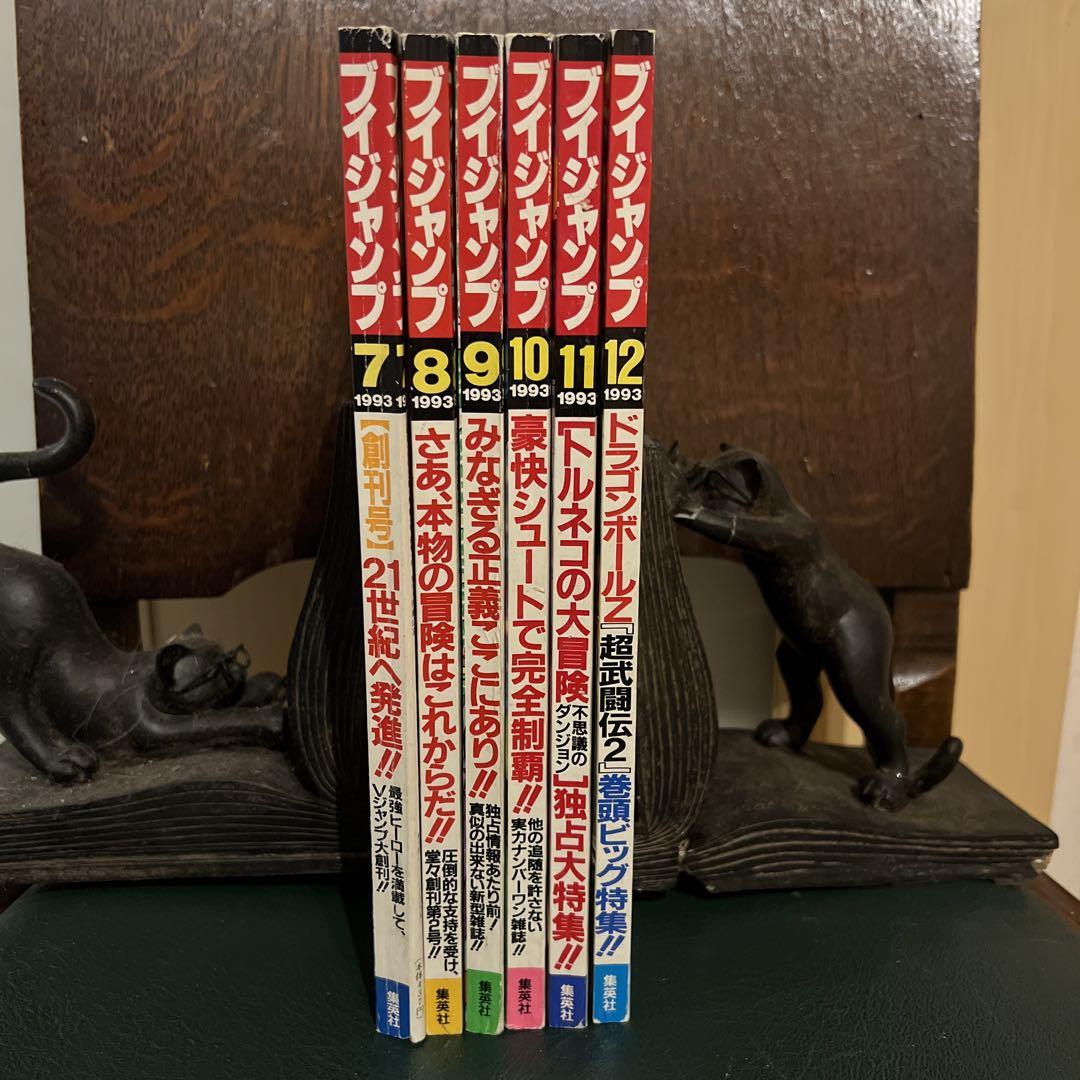 ブイジャンプ
7
1993
【創刊号】21世紀へ発進!!
最強ヒーローを満載して、
Vジャンプ大創刊!!
集英社
ブイジャンプ
8
1993
さあ、本物の冒険はこれからだ!!
圧倒的な支持を受け、
堂々創刊第2号!!
集英社
ブイジャンプ
9
1993
みなぎる正義ここにあり!!
独占情報あたり前!
真似の出来ない新型雑誌!!
集英社
ブイジャンプ
10
1993
豪快シュートで完全制覇!!
他の追随を許さない
実力ナンバーワン雑誌!!
集英社
ブイジャンプ
11
1993
[トルネコの大冒険 不思議のダンジョン]独占大特集!!
集英社
ブイジャンプ
12
1993
ドラゴンボールZ『超武闘伝2』巻頭ビッグ特集!!
集英社